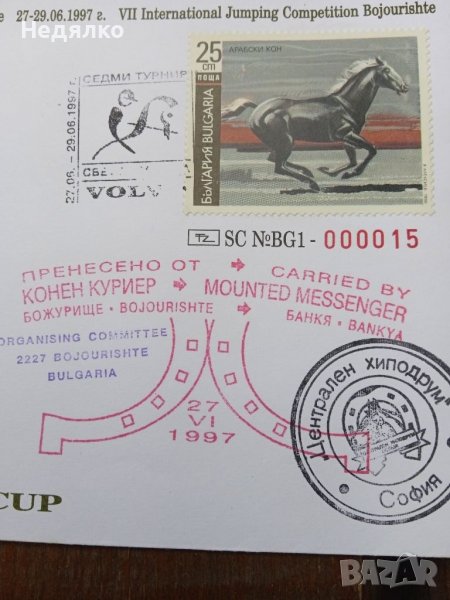 Недялко
е 27-29.06.1997 г. VII International Jumping Competition Bojourishte
СЕДМИ ТУРНИР
27.06. – 29.06.1997 г.
СВЕ
VOLV
25
ст
ПОЩА
АРАБСКИ КОН
БЪЛГАРИЯ BULGARIA
SC №BG1 - 000015
ПРЕНЕСЕНО ОТ → CARRIED BY
КОНЕН КУРИЕР → MOUNTED MESSENGER
БОЖУРИЩЕ • BOJOURISHTE → БАНКЯ • BANKYA
ORGANISING COMMITTEE
2227 BOJOURISHTE
BULGARIA
27
VI
1997
"Централен хиподрум"
София
CUP
BAZAR